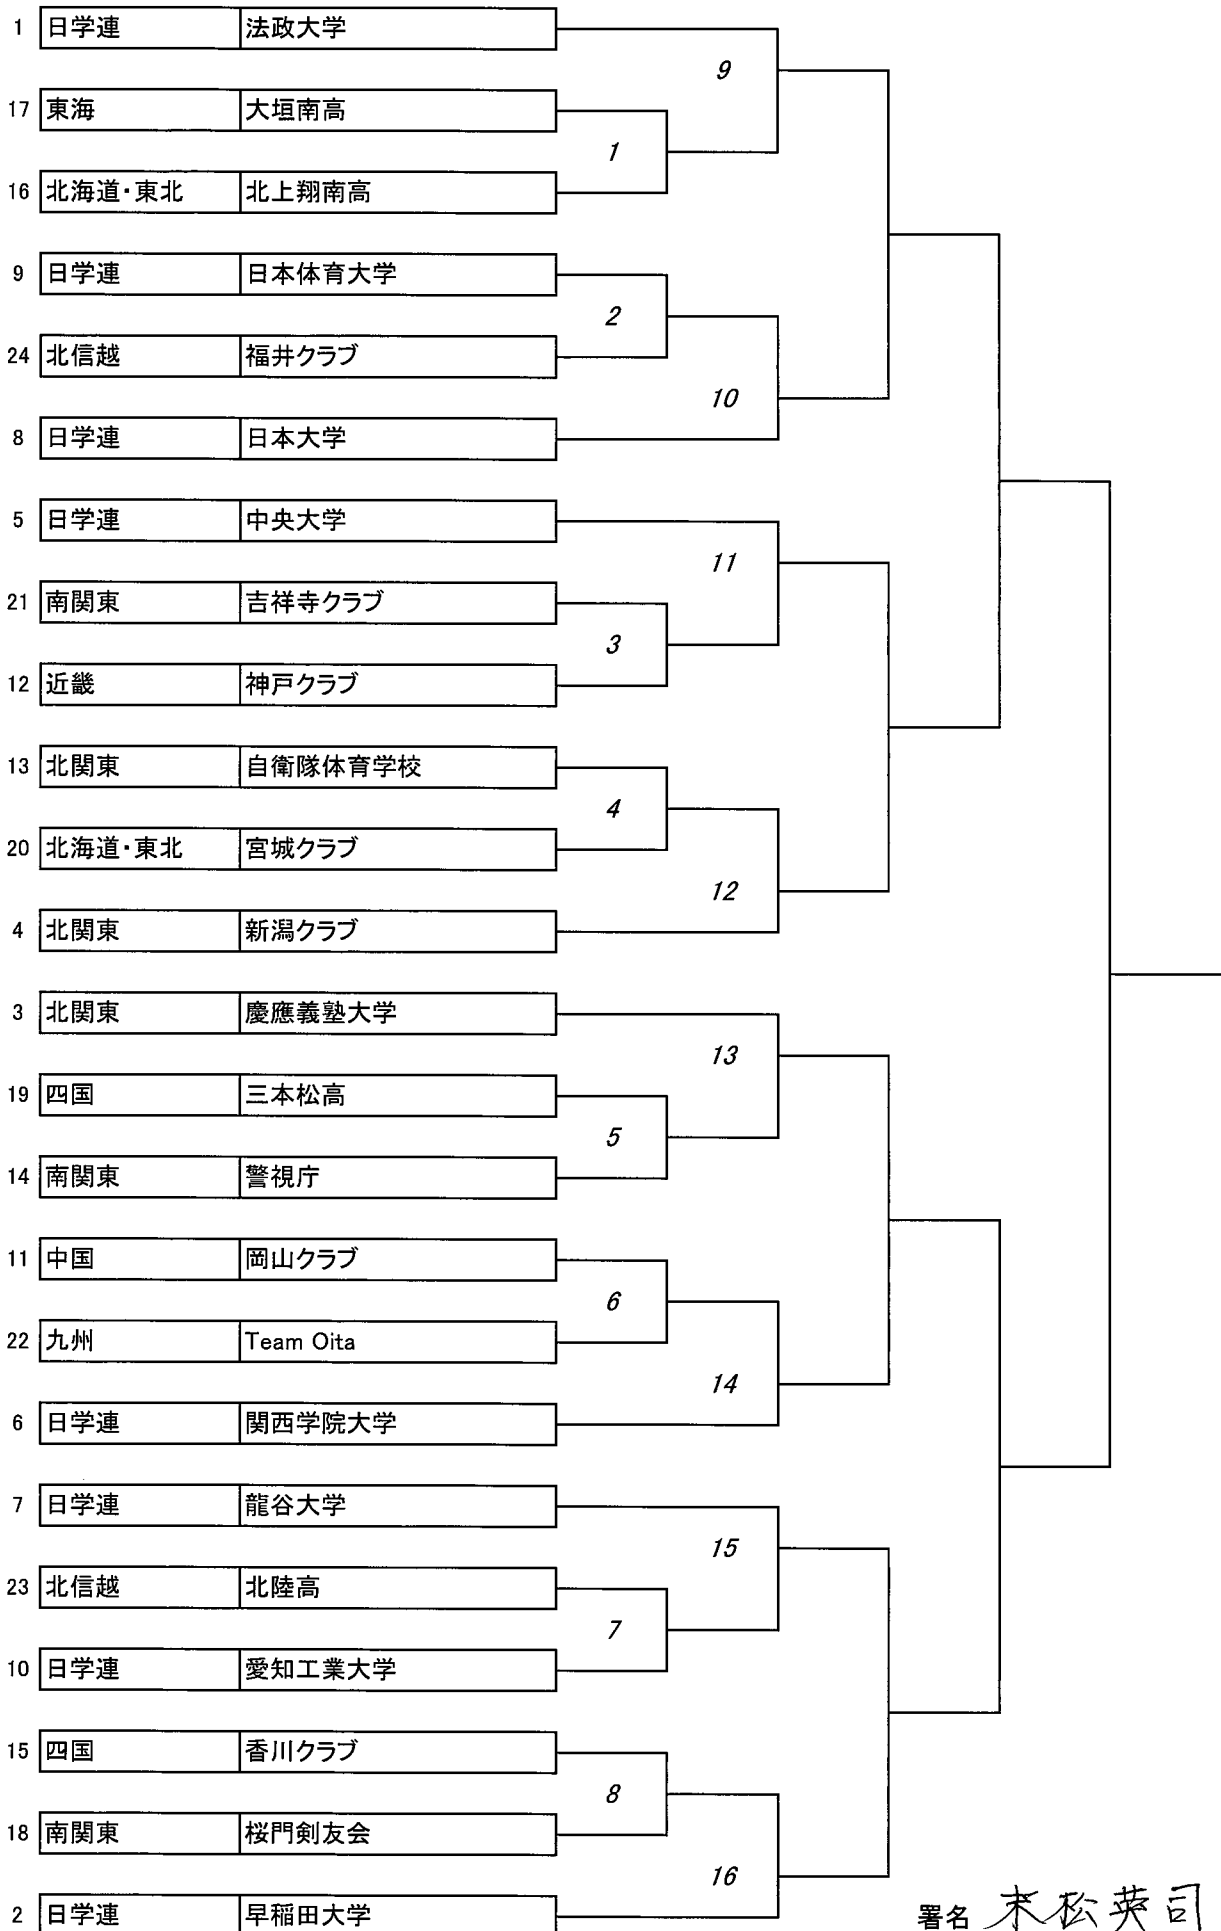 1 日学連 法政大学
9
17 東海 大垣南高
1
16 北海道・東北 北上翔南高
9 日学連 日本体育大学
2
24 北信越 福井クラブ
10
8 日学連 日本大学
5 日学連 中央大学
11
21 南関東 吉祥寺クラブ
3
12 近畿 神戸クラブ
13 北関東 自衛隊体育学校
4
20 北海道・東北 宮城クラブ
12
4 北関東 新潟クラブ
3 北関東 慶應義塾大学
13
19 四国 三本松高
5
14 南関東 警視庁
11 中国 岡山クラブ
6
22 九州 Team Oita
14
6 日学連 関西学院大学
7 日学連 龍谷大学
15
23 北信越 北陸高
7
10 日学連 愛知工業大学
15 四国 香川クラブ
8
18 南関東 桜門剣友会
16
2 日学連 早稲田大学
署名 末松英司